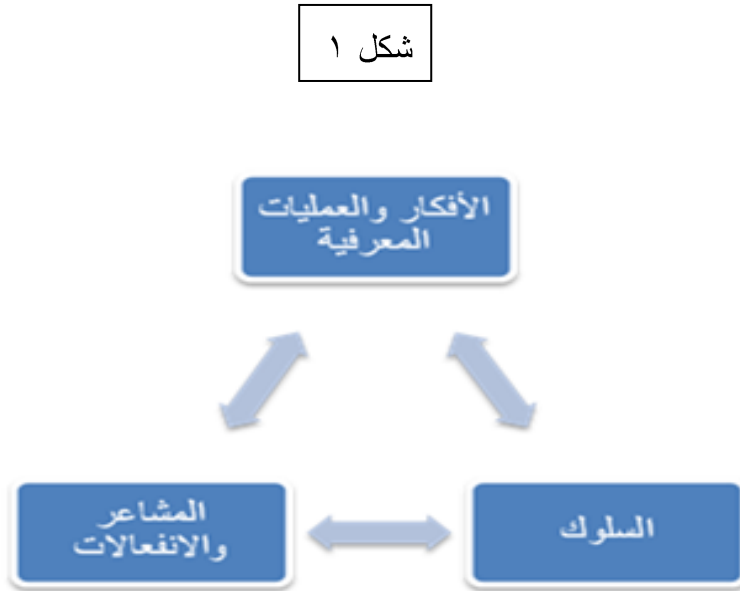 شكل ١
الأفكار والعمليات
المعرفية
المشاعر
والانفعالات
السلوك